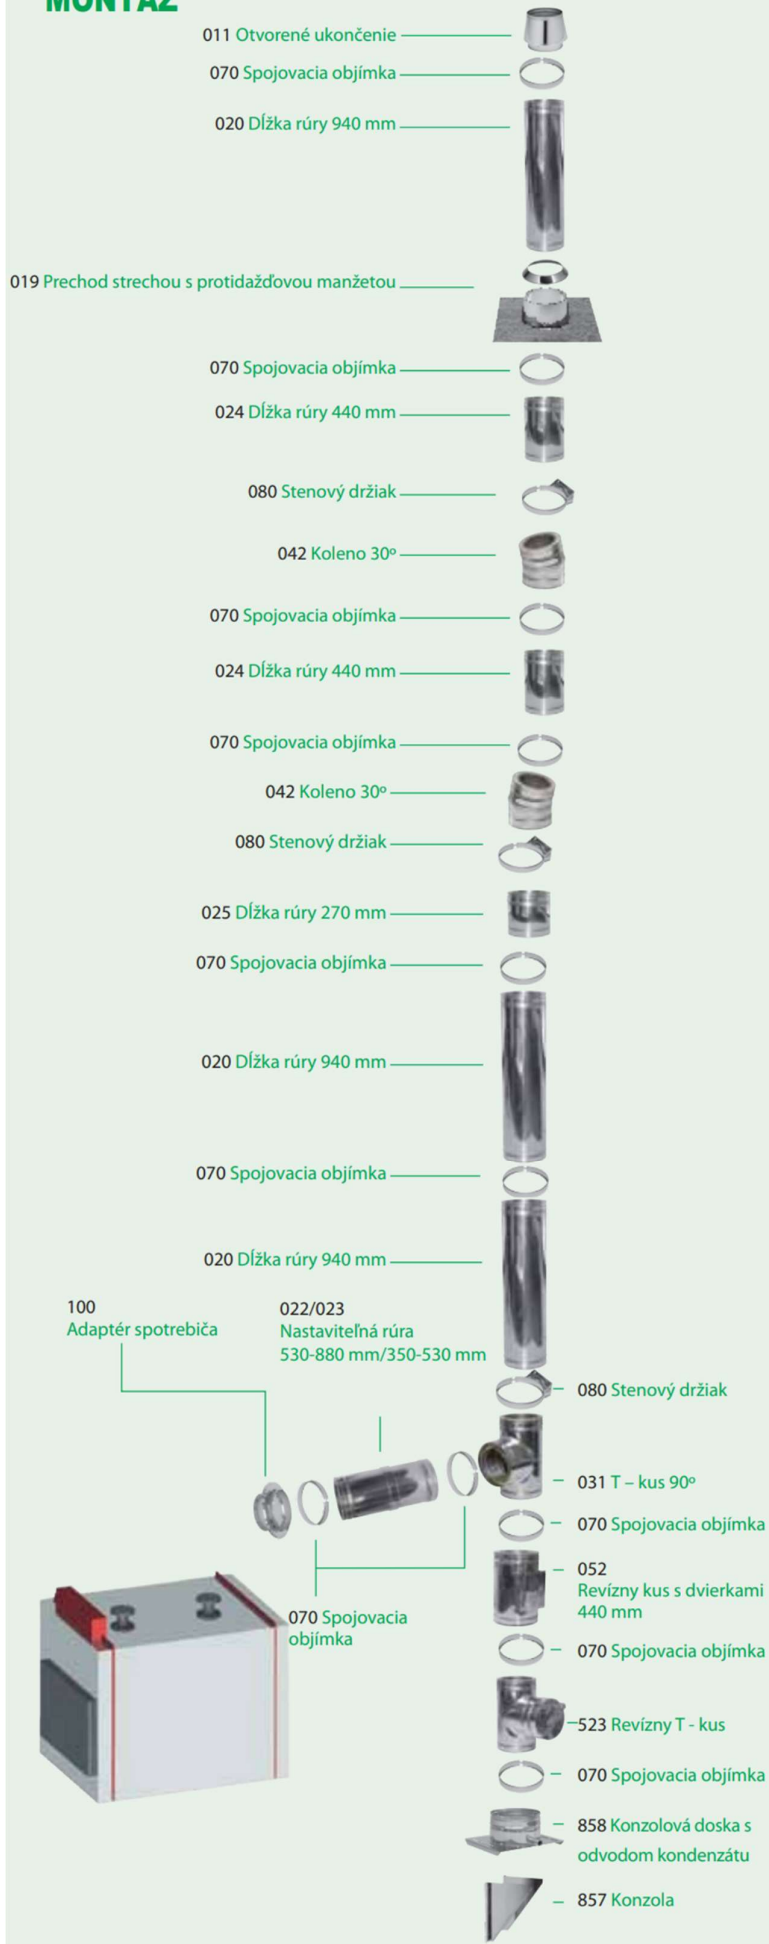 MONTÁŽ
011 Otvorené ukončenie
070 Spojovacia objímka
020 Dĺžka rúry 940 mm
019 Prechod strechou s protidažďovou manžetou
070 Spojovacia objímka
024 Dĺžka rúry 440 mm
080 Stenový držiak
042 Koleno 30º
070 Spojovacia objímka
024 Dĺžka rúry 440 mm
070 Spojovacia objímka
042 Koleno 30º
080 Stenový držiak
025 Dĺžka rúry 270 mm
070 Spojovacia objímka
020 Dĺžka rúry 940 mm
070 Spojovacia objímka
020 Dĺžka rúry 940 mm
100
Adaptér spotrebiča
022/023
Nastaviteľná rúra
530-880 mm/350-530 mm
080 Stenový držiak
031 T – kus 90º
070 Spojovacia objímka
052
Revízny kus s dvierkami
440 mm
070 Spojovacia
objímka
070 Spojovacia objímka
523 Revízny T - kus
070 Spojovacia objímka
858 Konzolová doska s
odvodom kondenzátu
857 Konzola